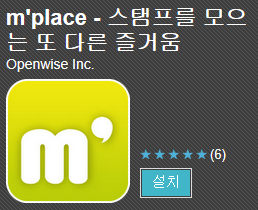 m'place - 스탬프를 모으
는 또 다른 즐거움
Openwise Inc.
m'
(6)
설치